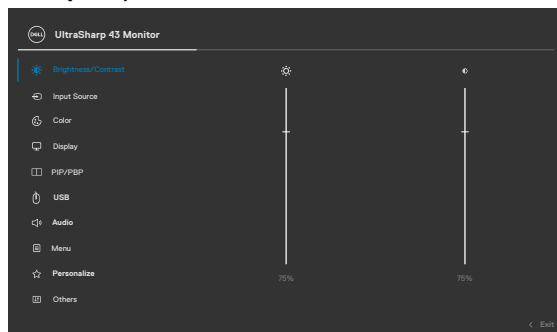 DELL UltraSharp 43 Monitor
Brightness/Contrast
Input Source
Color
Display
PIP/PBP
USB
Audio
Menu
Personalize
75% 75%
Others
< Exit